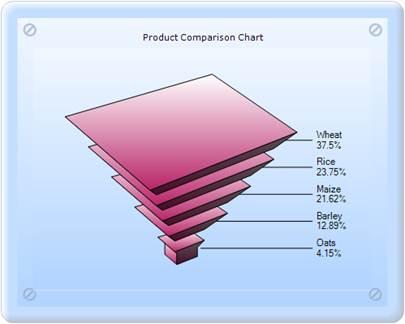 Product Comparison Chart
Wheat
37.5%
Rice
23.75%
Maize
21.62%
Barley
12.89%
Oats
4.15%